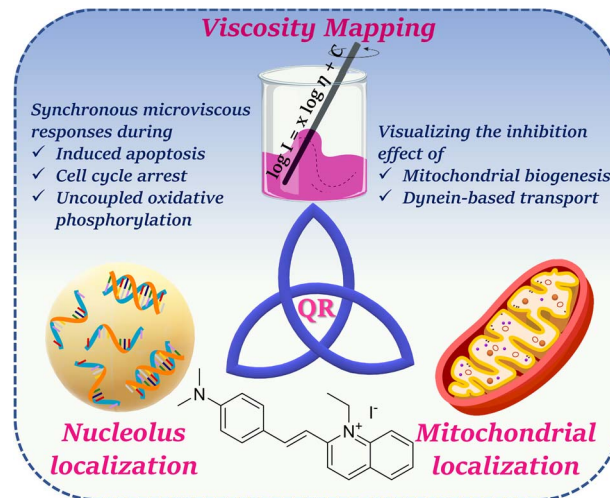 Viscosity Mapping
log I = x log η + C
Synchronous microviscous
responses during
✓ Induced apoptosis
✓ Cell cycle arrest
✓ Uncoupled oxidative
phosphorylation
Visualizing the inhibition
effect of
✓ Mitochondrial biogenesis
✓ Dynein-based transport
QR
N
N+
I-
Nucleolus
localization
Mitochondrial
localization